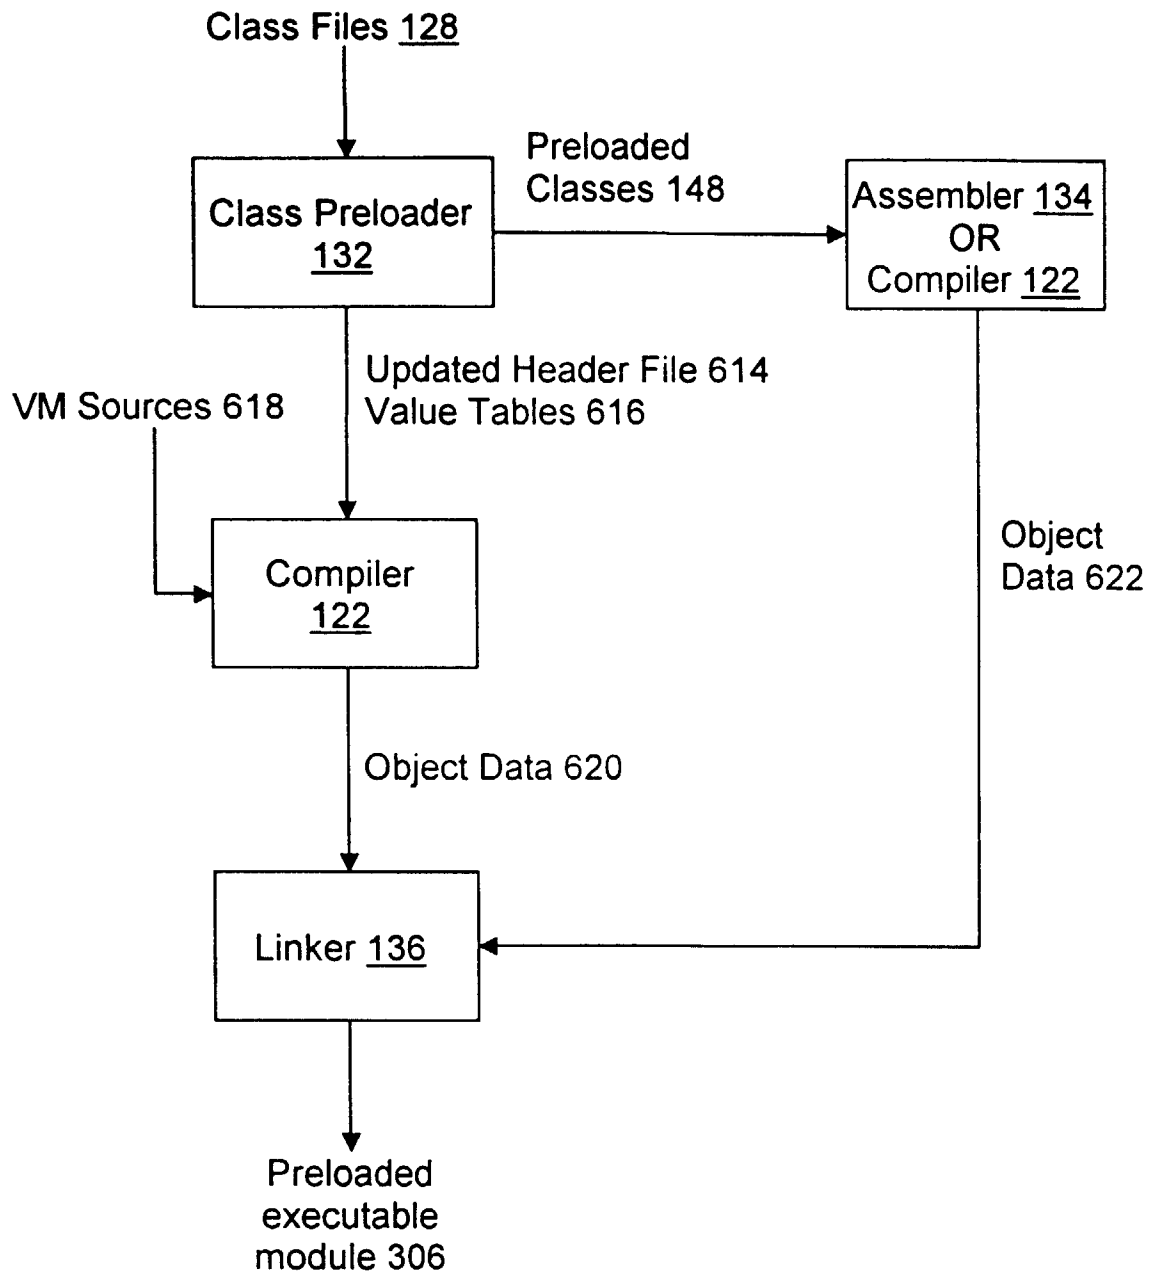 Class Files 128
Preloaded
Classes 148
Class Preloader
132
Assembler 134
OR
Compiler 122
Updated Header File 614
Value Tables 616
VM Sources 618
Compiler
122
Object
Data 622
Object Data 620
Linker 136
Preloaded
executable
module 306